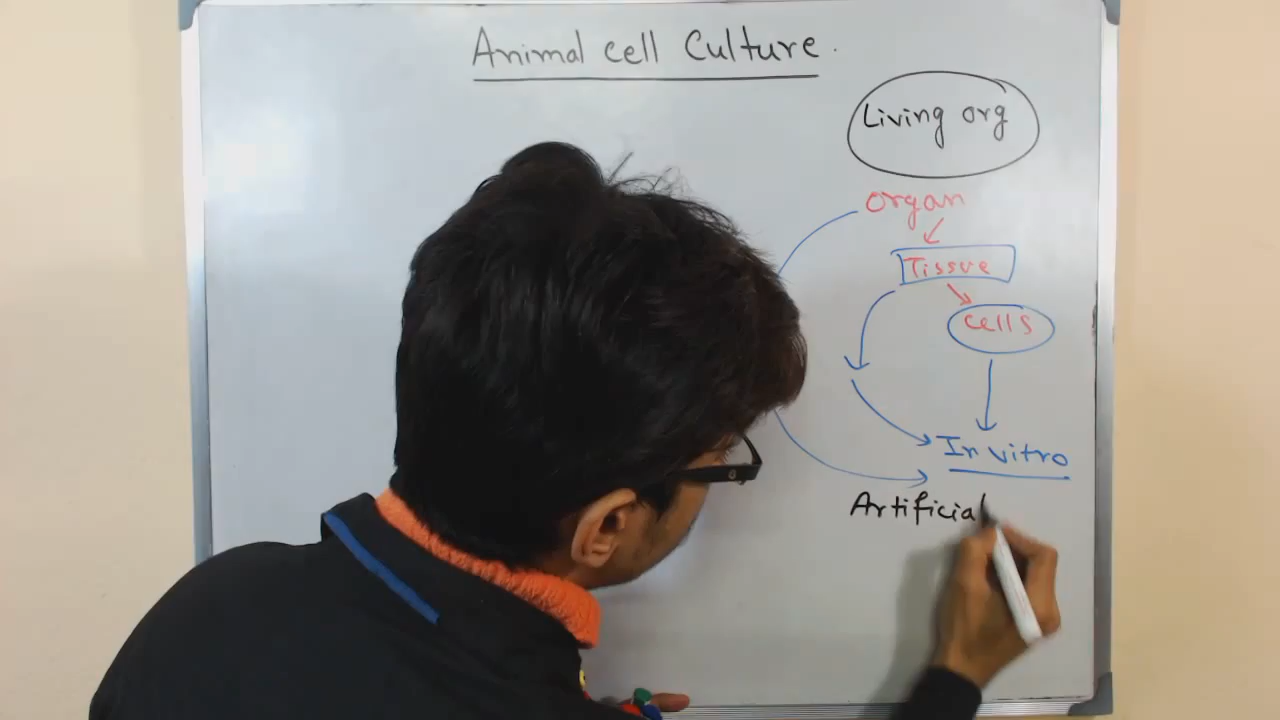 Animal cell Culture.
Living org
organ
Tissue
cells
In vitro
Artificial